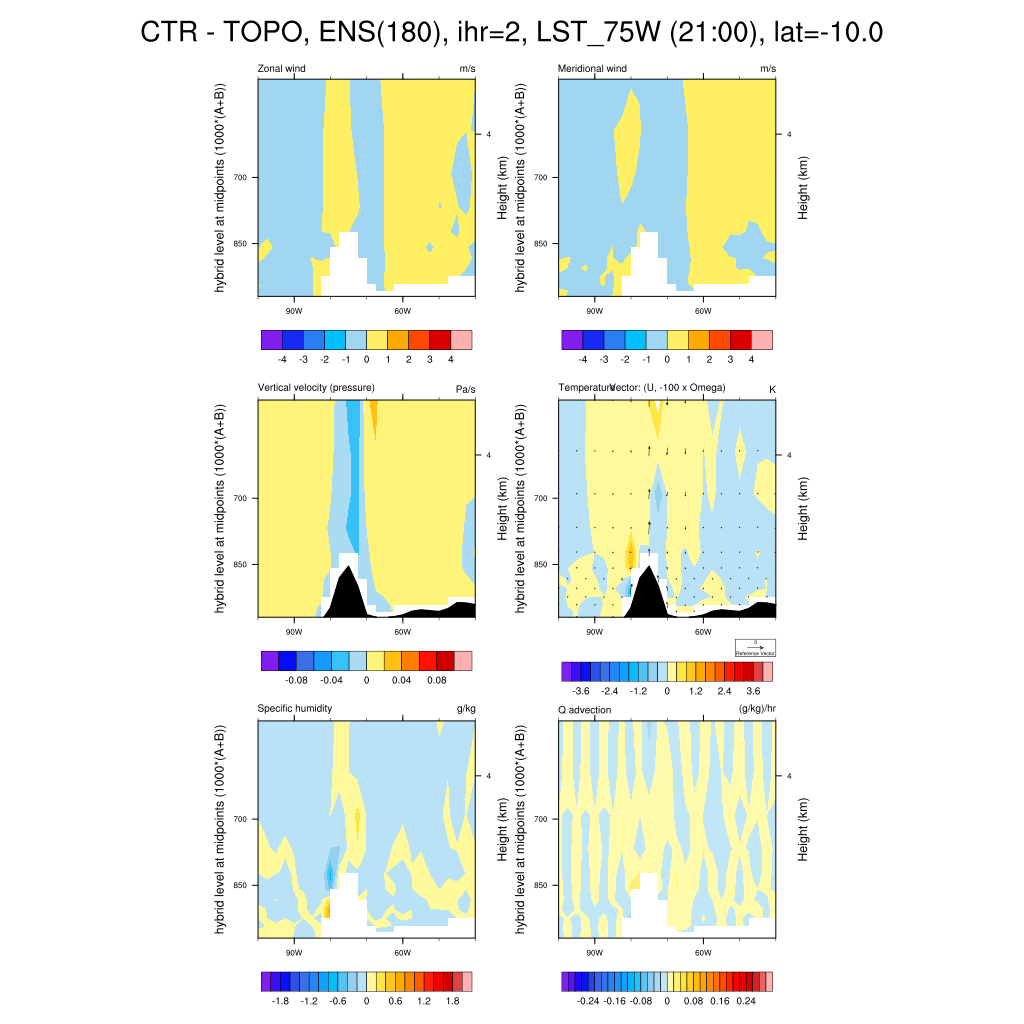 CTR - TOPO, ENS(180), ihr=2, LST_75W (21:00), lat=-10.0
Zonal wind m/s
hybrid level at midpoints (1000*(A+B))
700
850
4
Height (km)
90W 60W
-4 -3 -2 -1 0 1 2 3 4
Meridional wind m/s
hybrid level at midpoints (1000*(A+B))
700
850
4
Height (km)
90W 60W
-4 -3 -2 -1 0 1 2 3 4
Vertical velocity (pressure) Pa/s
hybrid level at midpoints (1000*(A+B))
700
850
4
Height (km)
90W 60W
-0.08 -0.04 0 0.04 0.08
Temperature Vector: (U, -100 x Omega) K
hybrid level at midpoints (1000*(A+B))
700
850
4
Height (km)
90W 60W
3
Reference Vector
-3.6 -2.4 -1.2 0 1.2 2.4 3.6
Specific humidity g/kg
hybrid level at midpoints (1000*(A+B))
700
850
4
Height (km)
90W 60W
-1.8 -1.2 -0.6 0 0.6 1.2 1.8
Q advection (g/kg)/hr
hybrid level at midpoints (1000*(A+B))
700
850
4
Height (km)
90W 60W
-0.24 -0.16 -0.08 0 0.08 0.16 0.24